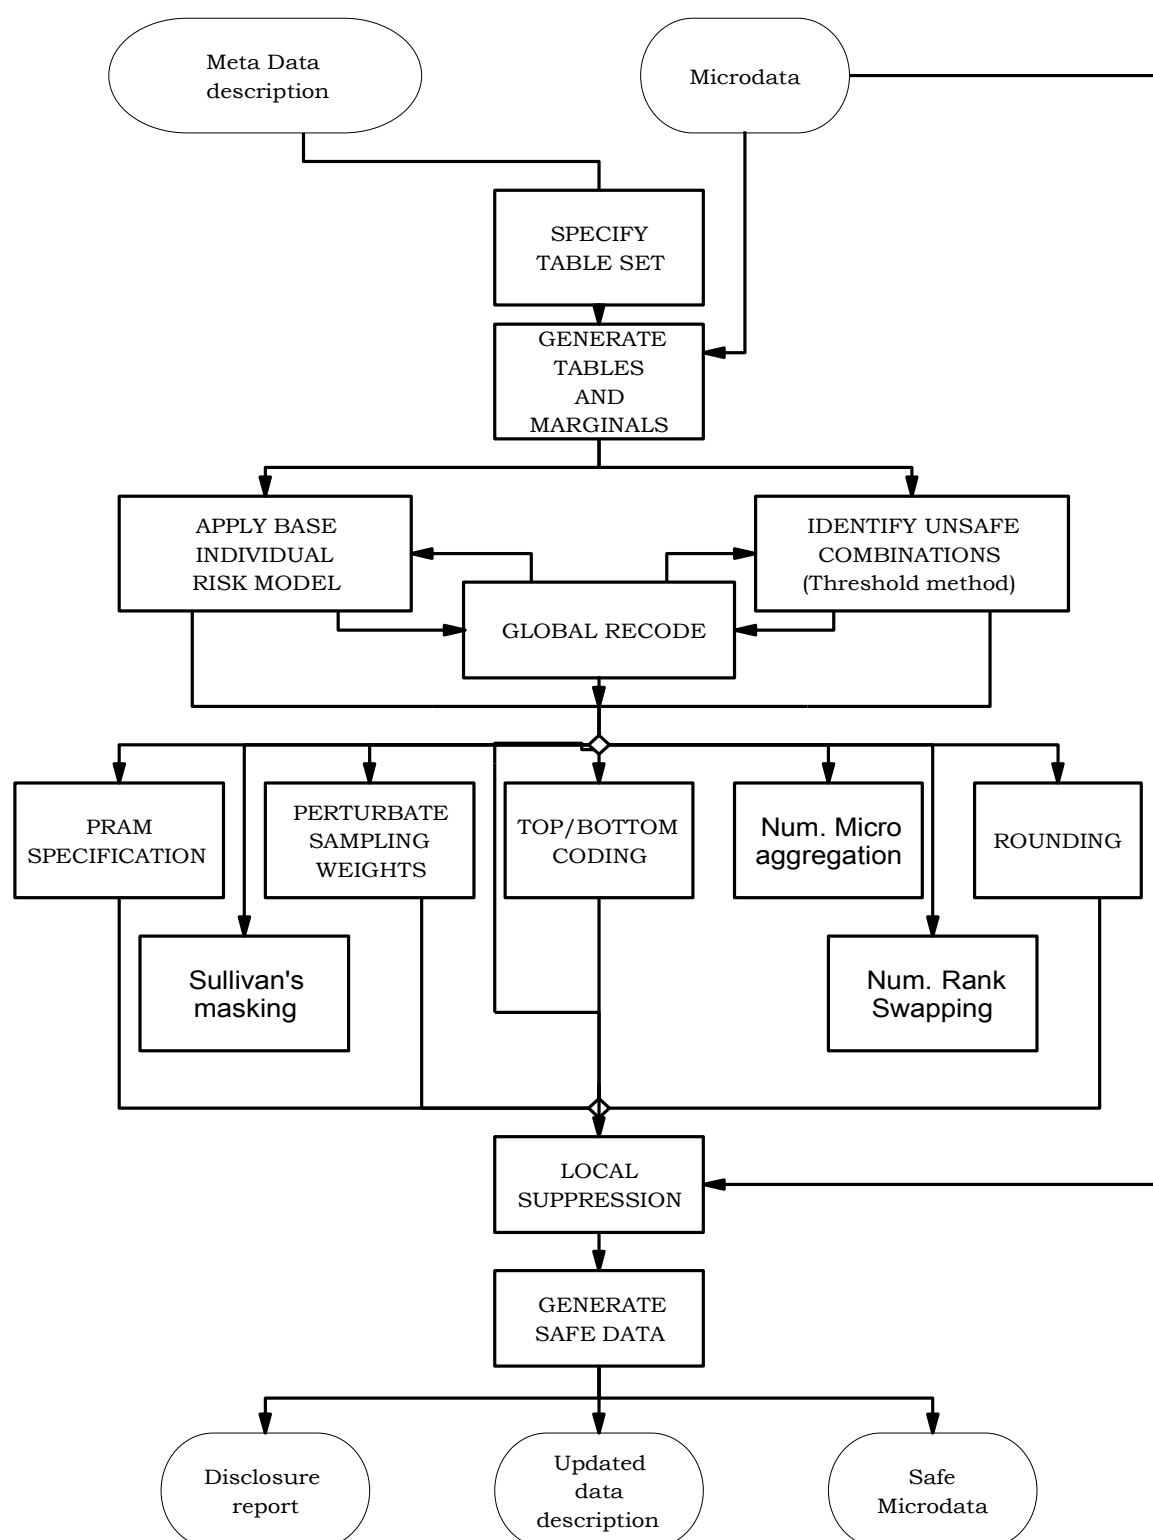 Meta Data
description
Microdata
SPECIFY
TABLE SET
GENERATE
TABLES
AND
MARGINALS
APPLY BASE
INDIVIDUAL
RISK MODEL
IDENTIFY UNSAFE
COMBINATIONS
(Threshold method)
GLOBAL RECODE
PRAM
SPECIFICATION
PERTURBATE
SAMPLING
WEIGHTS
TOP/BOTTOM
CODING
Num. Micro
aggregation
ROUNDING
Sullivan's
masking
Num. Rank
Swapping
LOCAL
SUPPRESSION
GENERATE
SAFE DATA
Disclosure
report
Updated
data
description
Safe
Microdata